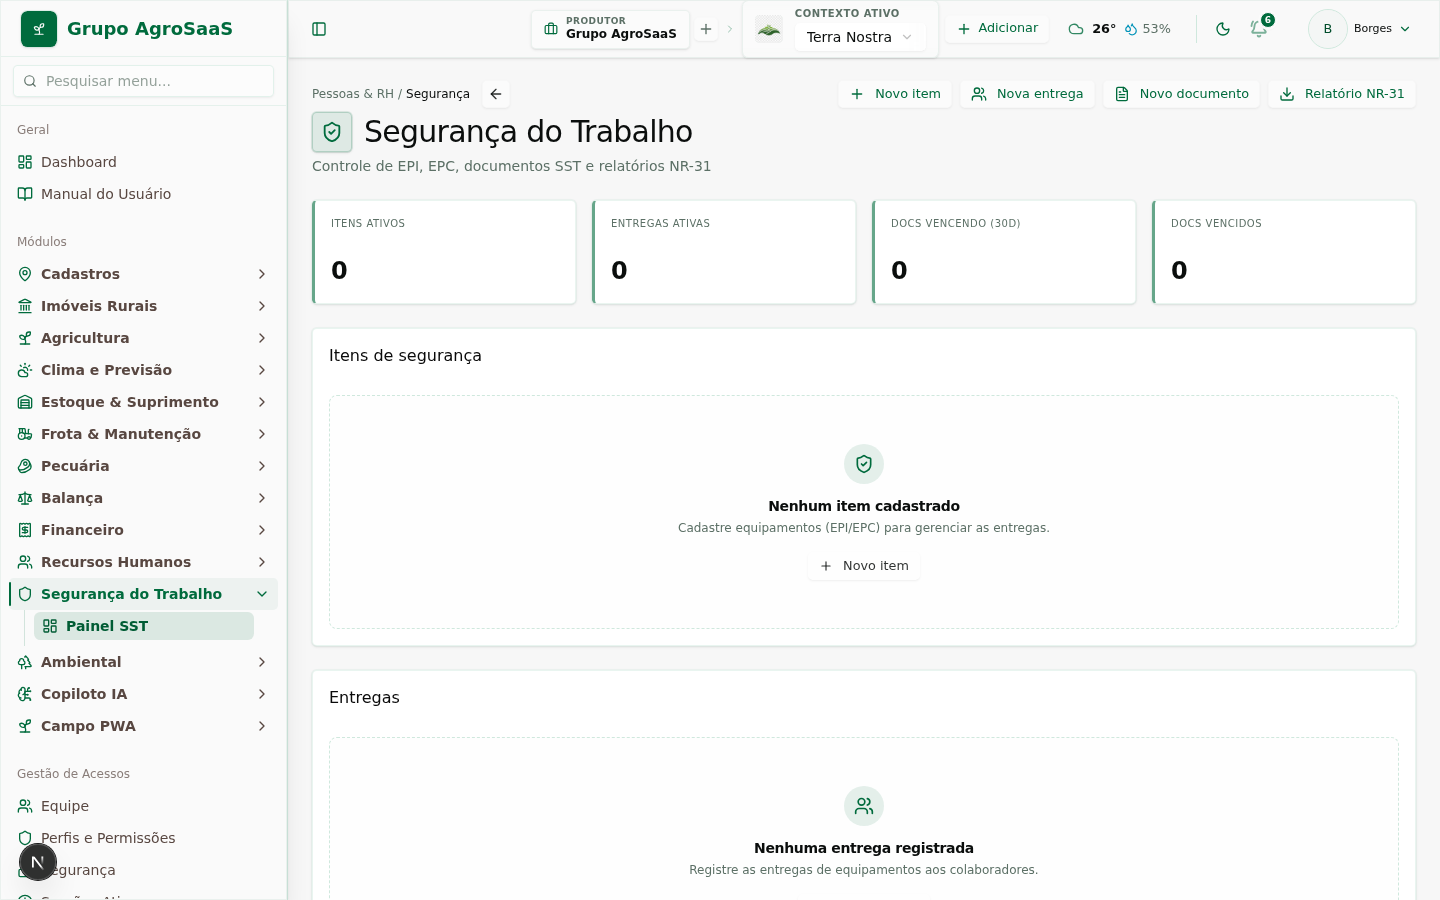 Grupo AgroSaaS
Pesquisar menu...
Geral
Dashboard
Manual do Usuário
Módulos
Cadastros
Imóveis Rurais
Agricultura
Clima e Previsão
Estoque & Suprimento
Frota & Manutenção
Pecuária
Balança
Financeiro
Recursos Humanos
Segurança do Trabalho
Painel SST
Ambiental
Copiloto IA
Campo PWA
Gestão de Acessos
Equipe
Perfis e Permissões
N
PRODUTOR
Grupo AgroSaaS
CONTEXTO ATIVO
Terra Nostra
Adicionar
26°
53%
6
B
Borges
Pessoas & RH / Segurança
Novo item
Nova entrega
Novo documento
Relatório NR-31
Segurança do Trabalho
Controle de EPI, EPC, documentos SST e relatórios NR-31
ITENS ATIVOS
0
ENTREGAS ATIVAS
0
DOCS VENCENDO (30D)
0
DOCS VENCIDOS
0
Itens de segurança
Nenhum item cadastrado
Cadastre equipamentos (EPI/EPC) para gerenciar as entregas.
Novo item
Entregas
Nenhuma entrega registrada
Registre as entregas de equipamentos aos colaboradores.